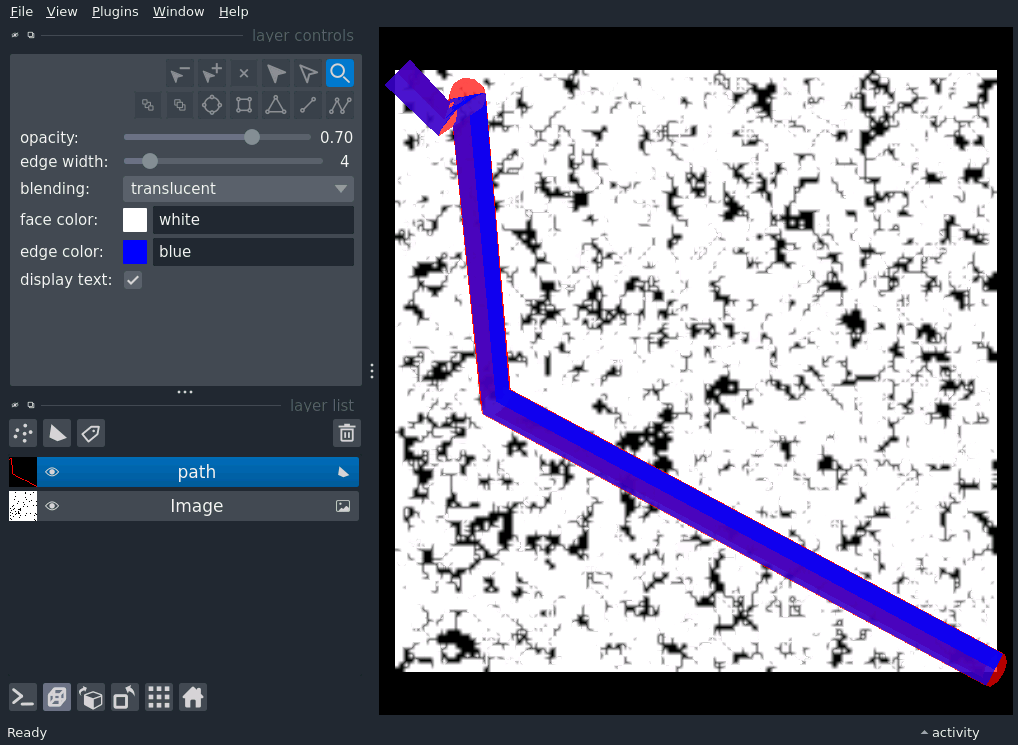 File View Plugins Window Help
layer controls
opacity: 0.70
edge width: 4
blending: translucent
face color: white
edge color: blue
display text:
layer list
path
Image
Ready activity